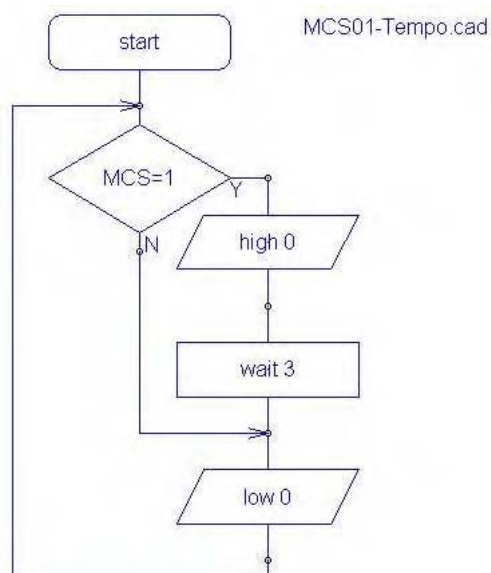 start
MCS01-Tempo.cad
MCS=1
Y
N
high 0
wait 3
low 0